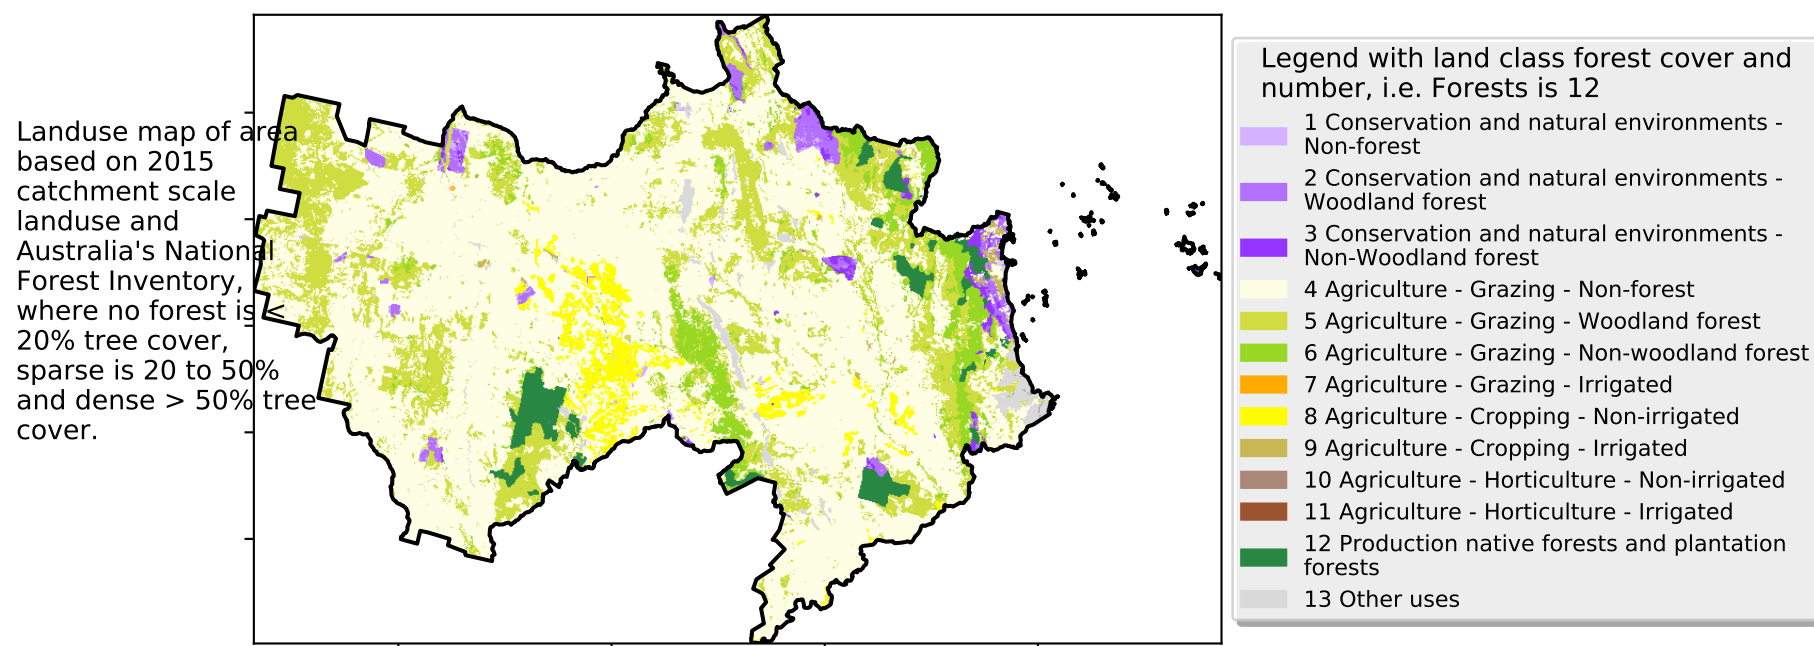 Landuse map of area
based on 2015
catchment scale
landuse and
Australia's National
Forest Inventory,
where no forest is <
20% tree cover,
sparse is 20 to 50%
and dense > 50% tree
cover.
Legend with land class forest cover and
number, i.e. Forests is 12
1 Conservation and natural environments -
Non-forest
2 Conservation and natural environments -
Woodland forest
3 Conservation and natural environments -
Non-Woodland forest
4 Agriculture - Grazing - Non-forest
5 Agriculture - Grazing - Woodland forest
6 Agriculture - Grazing - Non-woodland forest
7 Agriculture - Grazing - Irrigated
8 Agriculture - Cropping - Non-irrigated
9 Agriculture - Cropping - Irrigated
10 Agriculture - Horticulture - Non-irrigated
11 Agriculture - Horticulture - Irrigated
12 Production native forests and plantation
forests
13 Other uses